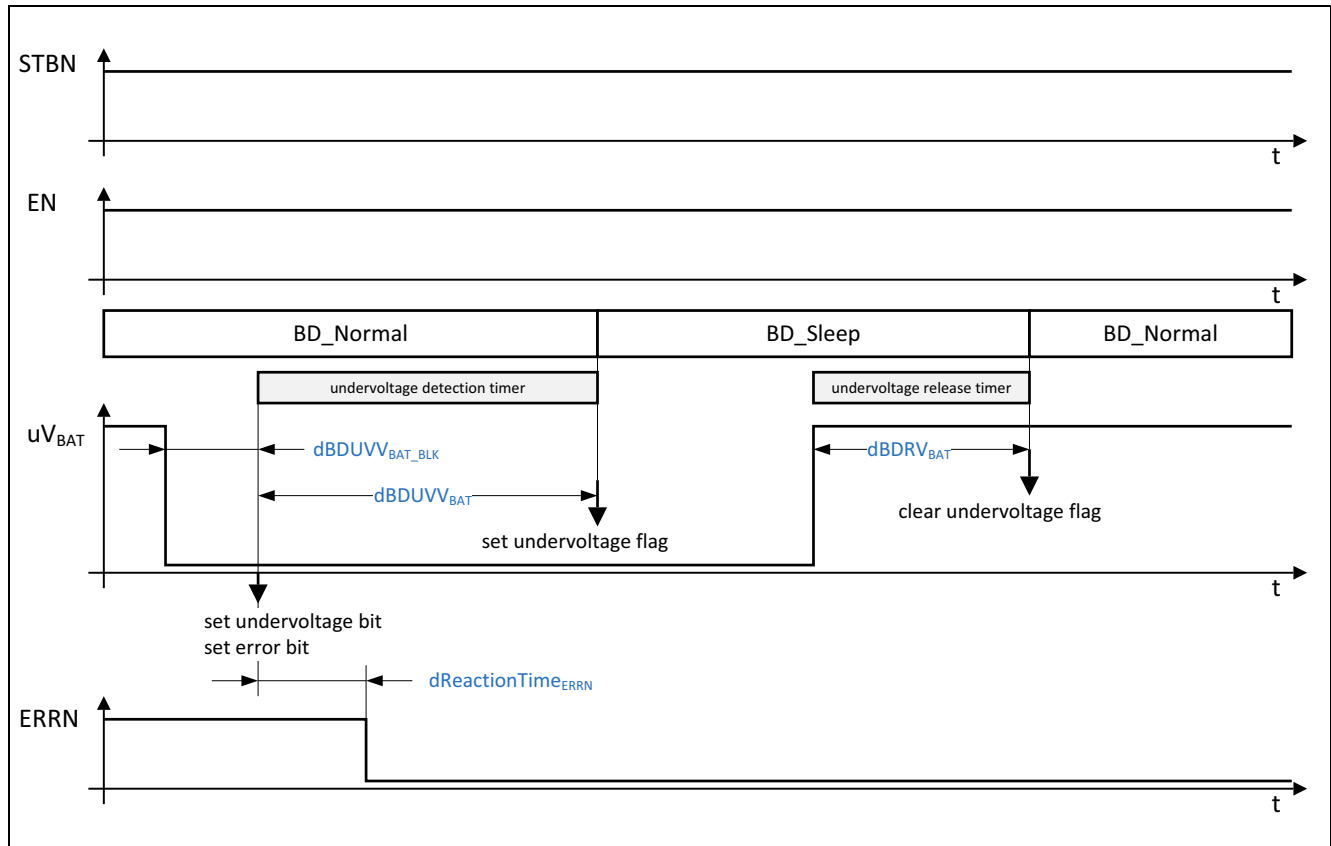 STBN
t
EN
t
BD_Normal BD_Sleep BD_Normal
undervoltage detection timer undervoltage release timer
uVBAT
dBDUVVBAT_BLK dBDRVBAT
dBDUVVBAT
clear undervoltage flag
set undervoltage flag
t
set undervoltage bit
set error bit
dReactionTimeERRN
ERRN
t